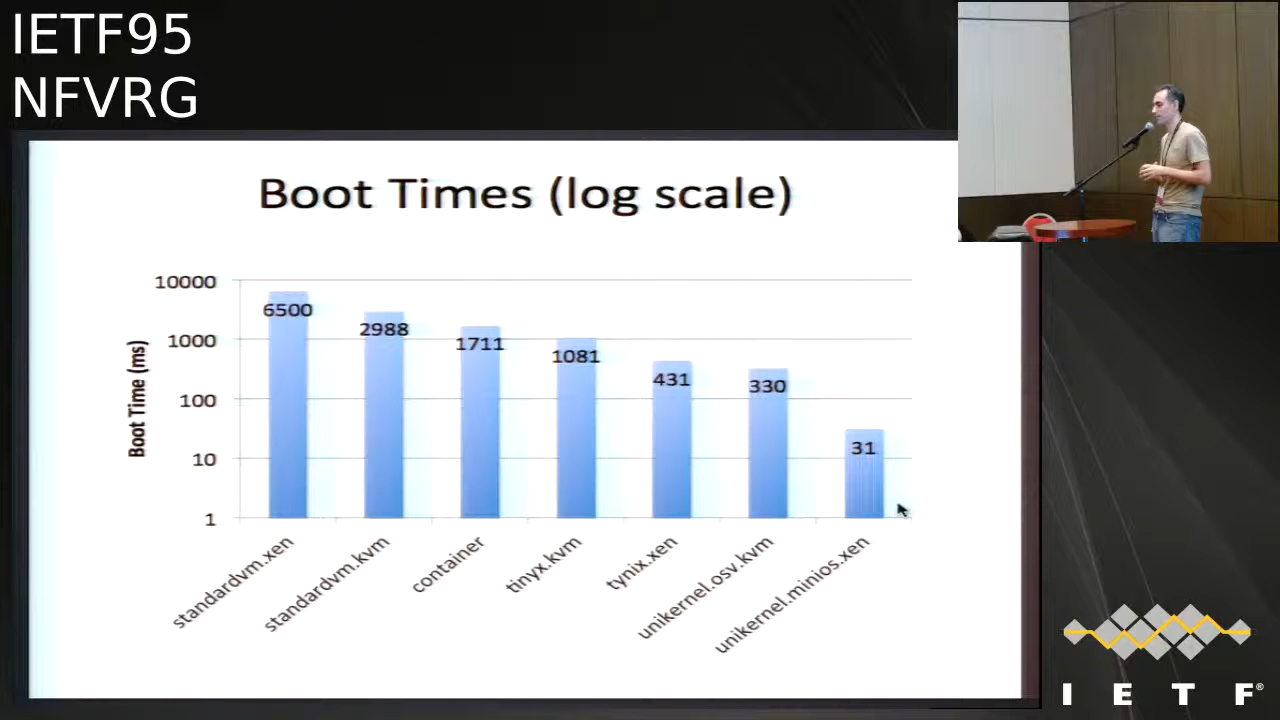 IETF95
NFVRG
Boot Times (log scale)
Boot Time (ms)
10000
1000
100
10
1
6500
2988
1711
1081
431
330
31
standardvm.xen
standardvm.kvm
container
tinyx.kvm
tynix.xen
unikernel.osv.kvm
unikernel.minios.xen
I E T F®